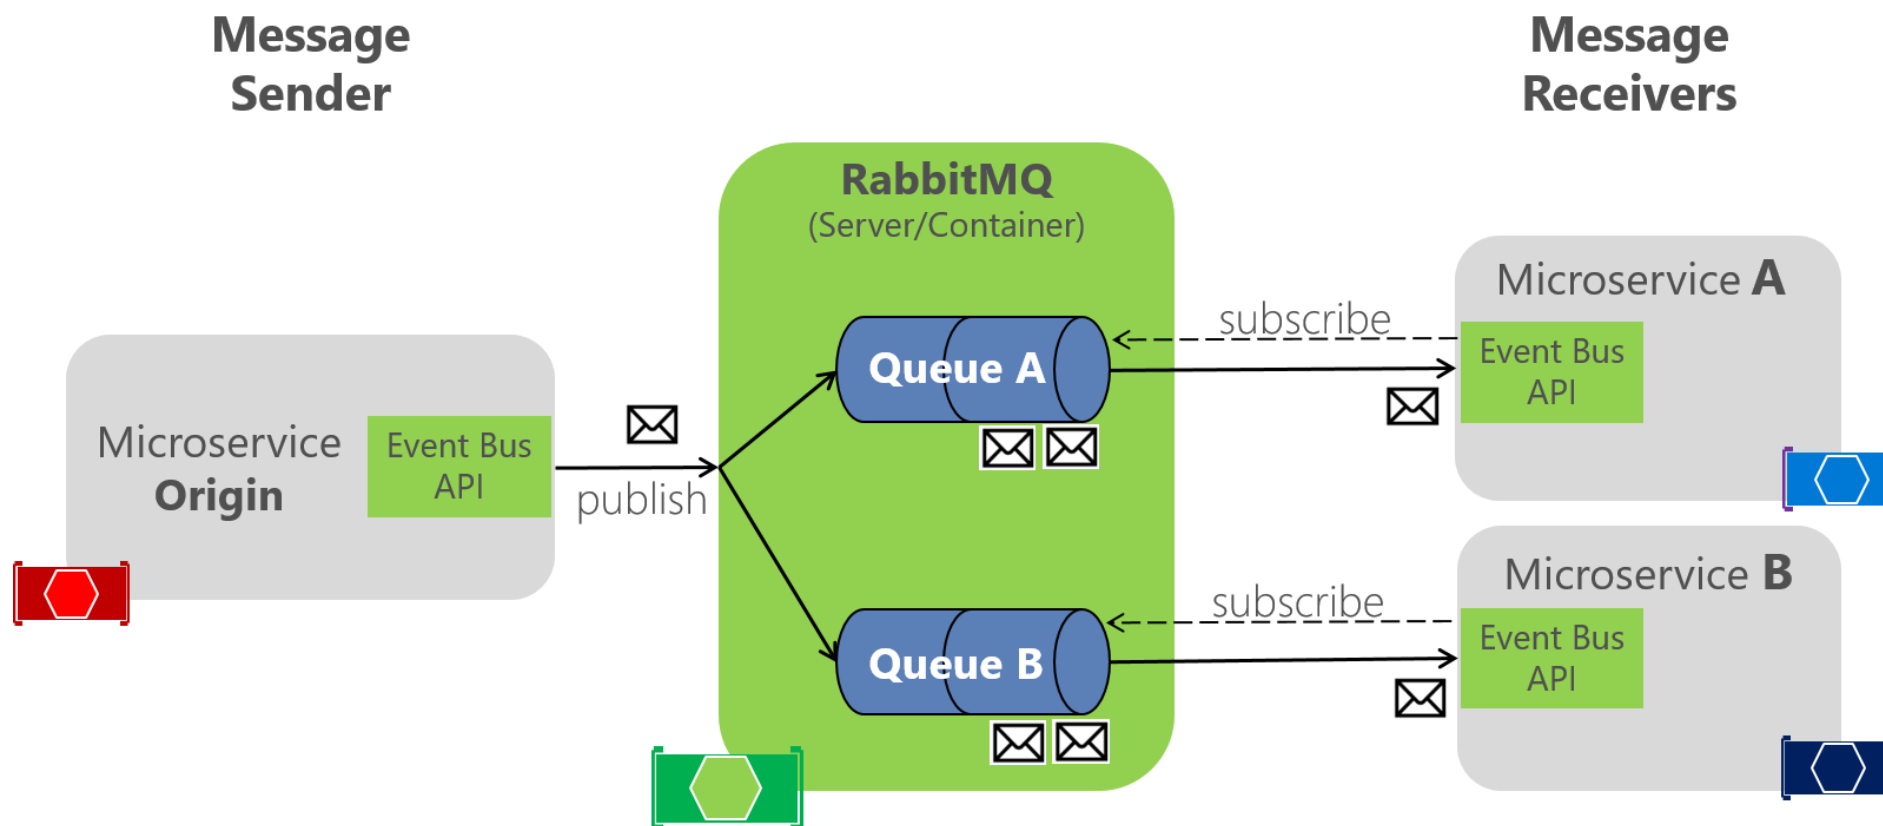 Message
Sender
Message
Receivers
RabbitMQ
(Server/Container)
Microservice
Origin
Event Bus
API
publish
Queue A
Queue B
subscribe
subscribe
Microservice A
Event Bus
API
Microservice B
Event Bus
API